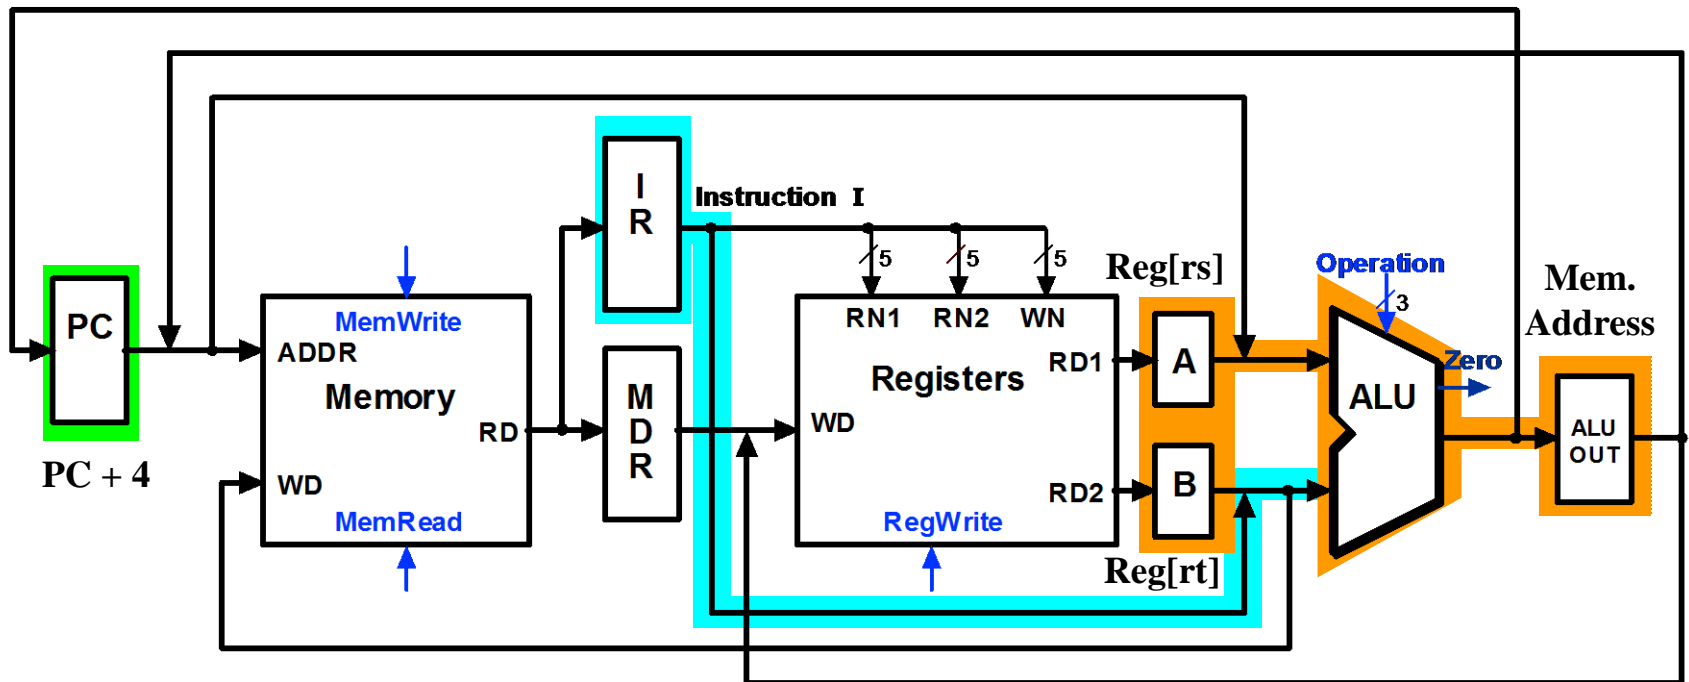 I
R
Instruction I
5
5
5
Reg[rs]
Operation
3
Mem.
Address
PC
MemWrite
ADDR
Memory
RD
WD
MemRead
PC + 4
M
D
R
RN1
RN2
WN
RD1
Registers
WD
RD2
RegWrite
A
B
Reg[rt]
ALU
Zero
ALU
OUT